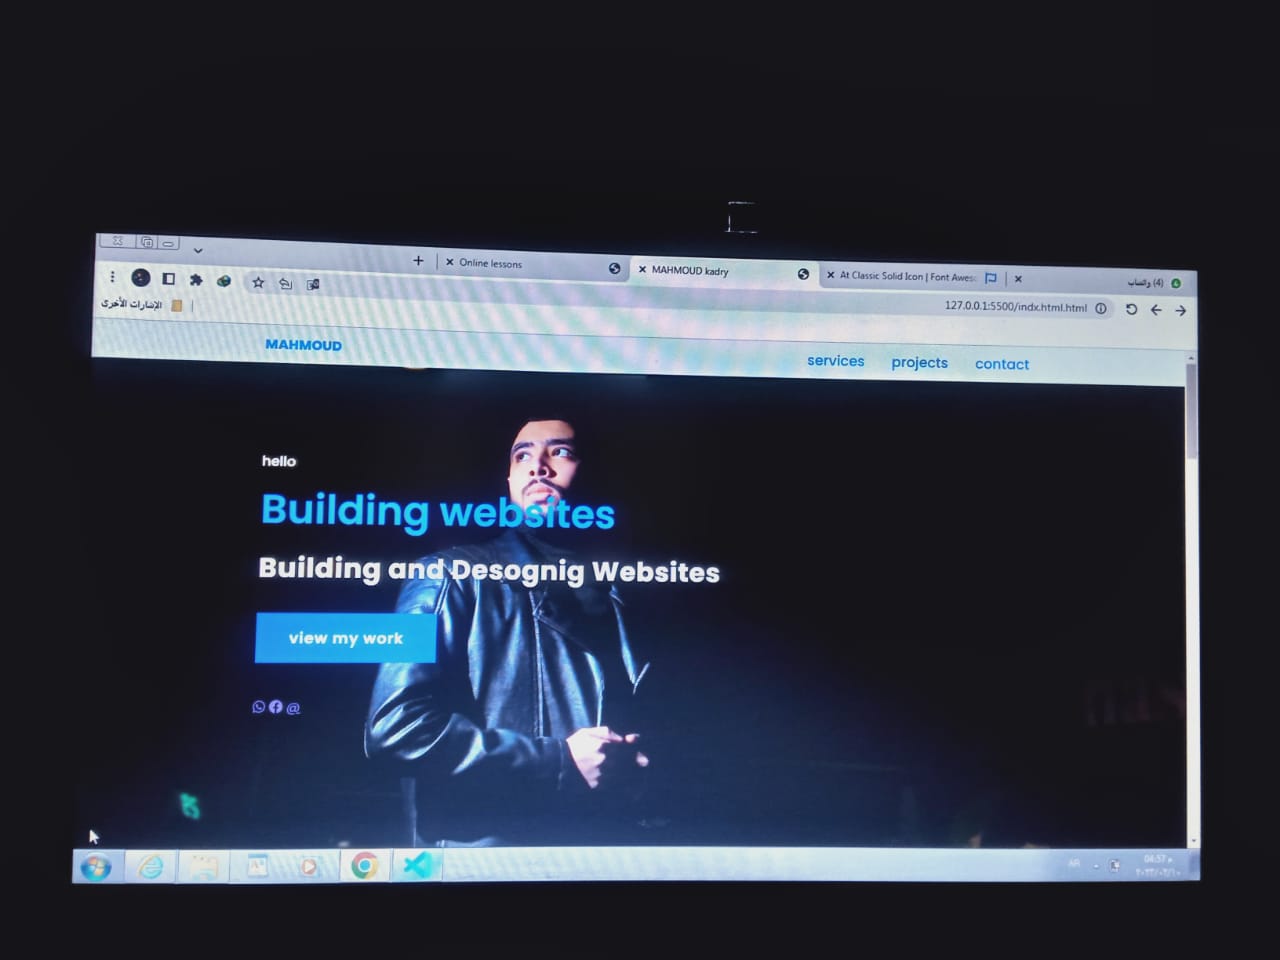 Online lessons
MAHMOUD kadry
At Classic Solid Icon | Font Awes
(4) واتساب
127.0.0.1:5500/indx.html.html
الإشارات الأخرى
MAHMOUD
services
projects
contact
hello
Building websites
Building and Desognig Websites
view my work
AR
04:57 م